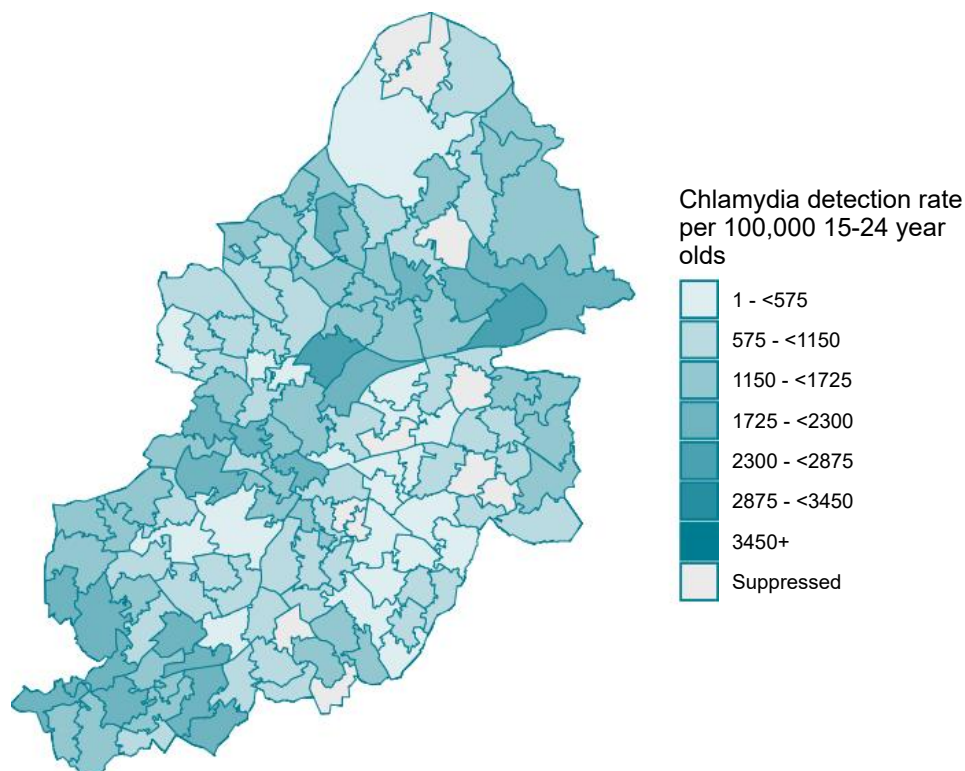 Chlamydia detection rate
per 100,000 15-24 year
olds
1 - <575
575 - <1150
1150 - <1725
1725 - <2300
2300 - <2875
2875 - <3450
3450+
Suppressed